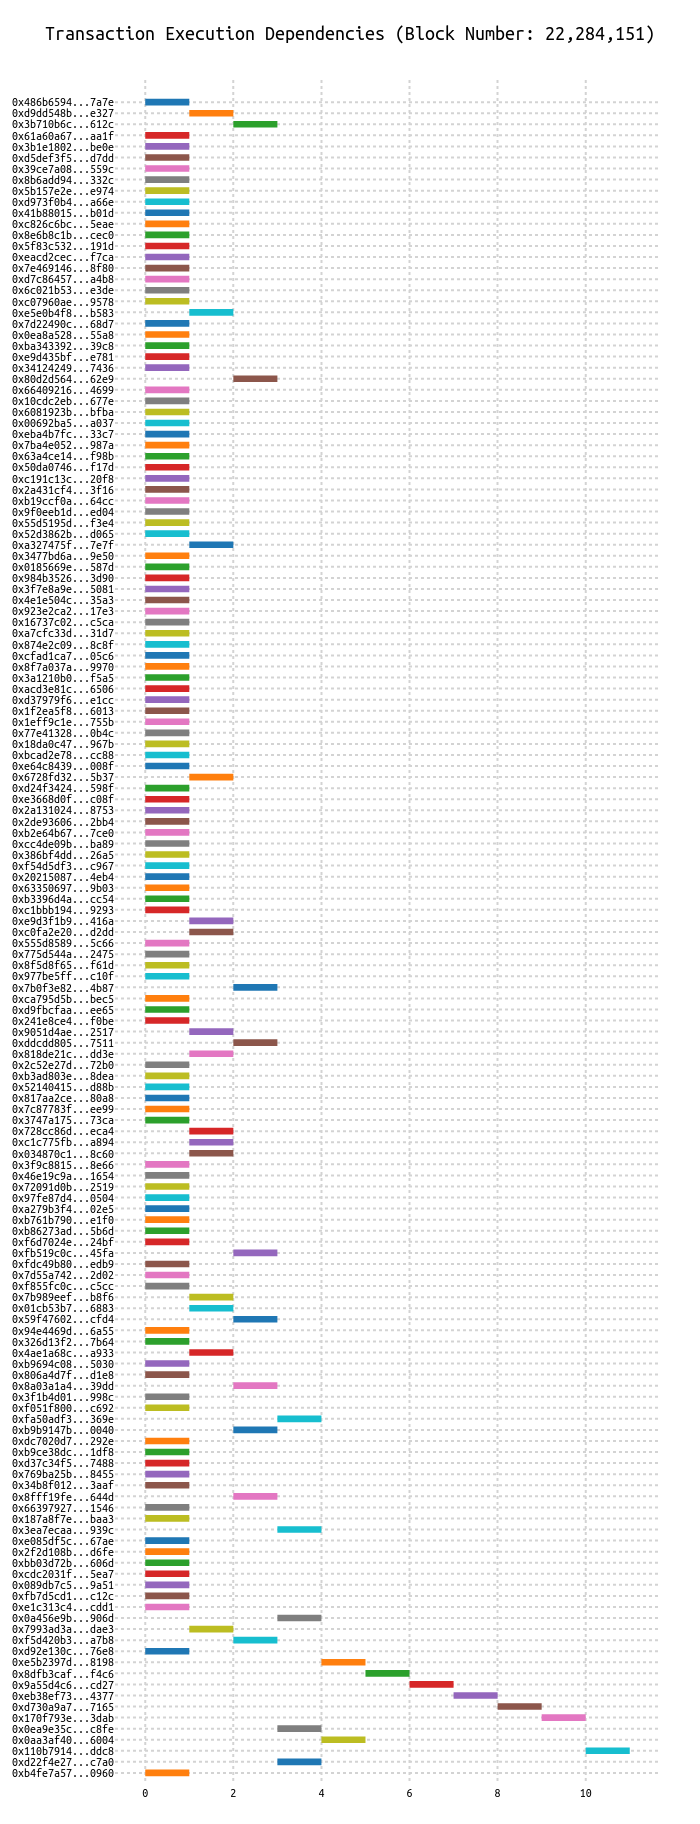 Transaction Execution Dependencies (Block Number: 22,284,151)
0x486b6594...7a7e
0xd9dd548b...e327
0x3b710b6c...612c
0x61a60a67...aa1f
0x3b1e1802...be0e
0xd5def3f5...d7dd
0x39ce7a08...559c
0x8b6add94...332c
0x5b157e2e...e974
0xd973f0b4...a66e
0x41b88015...b01d
0xc826c6bc...5eae
0x8e6b8c1b...cec0
0x5f83c532...191d
0xeacd2cec...f7ca
0x7e469146...8f80
0xd7c86457...a4b8
0x6c021b53...e3de
0xc07960ae...9578
0xe5e0b4f8...b583
0x7d22490c...68d7
0x0ea8a528...55a8
0xba343392...39c8
0xe9d435bf...e781
0x34124249...7436
0x80d2d564...62e9
0x66409216...4699
0x10cdc2eb...677e
0x6081923b...bfba
0x00692ba5...a037
0xeba4b7fc...33c7
0x7ba4e052...987a
0x63a4ce14...f98b
0x50da0746...f17d
0xc191c13c...20f8
0x2a431cf4...3f16
0xb19ccf0a...64cc
0x9f0eeb1d...ed04
0x55d5195d...f3e4
0x52d3862b...d065
0xa327475f...7e7f
0x3477bd6a...9e50
0x0185669e...587d
0x984b3526...3d90
0x3f7e8a9e...5081
0x4e1e504c...35a3
0x923e2ca2...17e3
0x16737c02...c5ca
0xa7cfc33d...31d7
0x874e2c09...8c8f
0xcfad1ca7...05c6
0x8f7a037a...9970
0x3a1210b0...f5a5
0xacd3e81c...6506
0xd37979f6...e1cc
0x1f2ea5f8...6013
0x1eff9c1e...755b
0x77e41328...0b4c
0x18da0c47...967b
0xbcad2e78...cc88
0xe64c8439...008f
0x6728fd32...5b37
0xd24f3424...598f
0xe3668d0f...c08f
0x2a131024...8753
0x2de93606...2bb4
0xb2e64b67...7ce0
0xcc4de09b...ba89
0x386bf4dd...26a5
0xf54d5df3...c967
0x20215087...4eb4
0x63350697...9b03
0xb3396d4a...cc54
0xc1bbb194...9293
0xe9d3f1b9...416a
0xc0fa2e20...d2dd
0x555d8589...5c66
0x775d544a...2475
0x8f5d8f65...f61d
0x977be5ff...c10f
0x7b0f3e82...4b87
0xca795d5b...bec5
0xd9fbcfaa...ee65
0x241e8ce4...f0be
0x9051d4ae...2517
0xddcdd805...7511
0x818de21c...dd3e
0x2c52e27d...72b0
0xb3ad803e...8dea
0x52140415...d88b
0x817aa2ce...80a8
0x7c87783f...ee99
0x3747a175...73ca
0x728cc86d...eca4
0xc1c775fb...a894
0x034870c1...8c60
0x3f9c8815...8e66
0x46e19c9a...1654
0x72091d0b...2519
0x97fe87d4...0504
0xa279b3f4...02e5
0xb761b790...e1f0
0xb86273ad...5b6d
0xf6d7024e...24bf
0xfb519c0c...45fa
0xfdc49b80...edb9
0x7d55a742...2d02
0xf855fc0c...c5cc
0x7b989eef...b8f6
0x01cb53b7...6883
0x59f47602...cfd4
0x94e4469d...6a55
0x326d13f2...7b64
0x4ae1a68c...a933
0xb9694c08...5030
0x806a4d7f...d1e8
0x8a03a1a4...39dd
0x3f1b4d01...998c
0xf051f800...c692
0xfa50adf3...369e
0xb9b9147b...0040
0xdc7020d7...292e
0xb9ce38dc...1df8
0xd37c34f5...7488
0x769ba25b...8455
0x34b8f012...3aaf
0x8fff19fe...644d
0x66397927...1546
0x187a8f7e...baa3
0x3ea7ecaa...939c
0xe085df5c...67ae
0x2f2d108b...d6fe
0xbb03d72b...606d
0xcdc2031f...5ea7
0x089db7c5...9a51
0xfb7d5cd1...c12c
0xe1c313c4...cdd1
0x0a456e9b...906d
0x7993ad3a...dae3
0xf5d420b3...a7b8
0xd92e130c...76e8
0xe5b2397d...8198
0x8dfb3caf...f4c6
0x9a55d4c6...cd27
0xeb38ef73...4377
0xd730a9a7...7165
0x170f793e...3dab
0x0ea9e35c...c8fe
0x0aa3af40...6004
0x110b7914...ddc8
0xd22f4e27...c7a0
0xb4fe7a57...0960
0 2 4 6 8 10